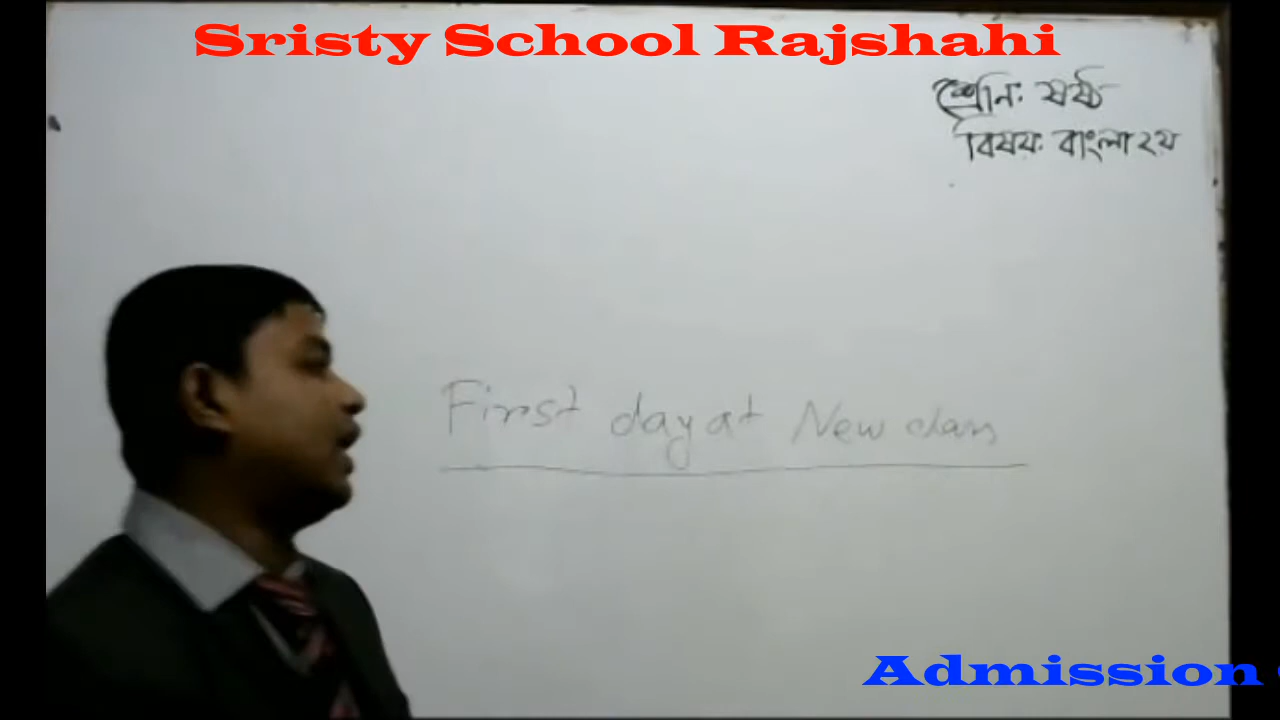 Sristy School Rajshahi
শ্রেনি: ষষ্ঠ
বিষয়: বাংলা ২য়
First day at New class
Admission